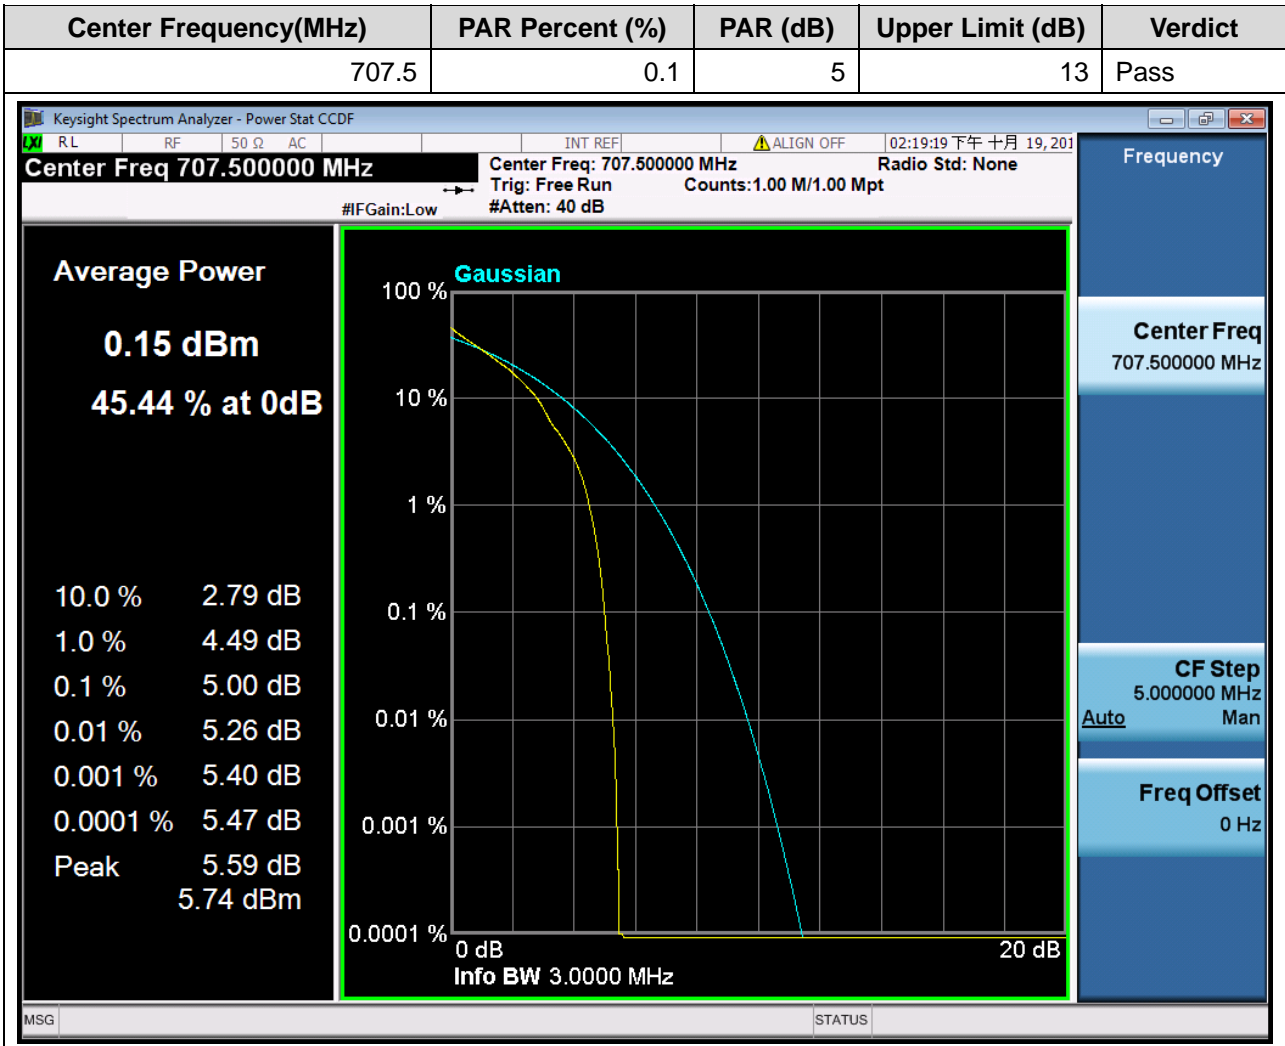 Center Frequency(MHz) PAR Percent (%) PAR (dB) Upper Limit (dB) Verdict
707.5 0.1 5 13 Pass
Keysight Spectrum Analyzer - Power Stat CCDF
LXI RL RF 50 Ω AC INT REF ALIGN OFF 02:19:19 下午 十月 19, 201
Center Freq 707.500000 MHz
#IFGain:Low
Center Freq: 707.500000 MHz Radio Std: None
Trig: Free Run Counts:1.00 M/1.00 Mpt
#Atten: 40 dB
Average Power
0.15 dBm
45.44 % at 0dB
10.0 % 2.79 dB
1.0 % 4.49 dB
0.1 % 5.00 dB
0.01 % 5.26 dB
0.001 % 5.40 dB
0.0001 % 5.47 dB
Peak 5.59 dB
5.74 dBm
Gaussian
100 %
10 %
1 %
0.1 %
0.01 %
0.001 %
0.0001 %
0 dB 20 dB
Info BW 3.0000 MHz
Frequency
Center Freq
707.500000 MHz
CF Step
5.000000 MHz
Auto Man
Freq Offset
0 Hz
MSG STATUS